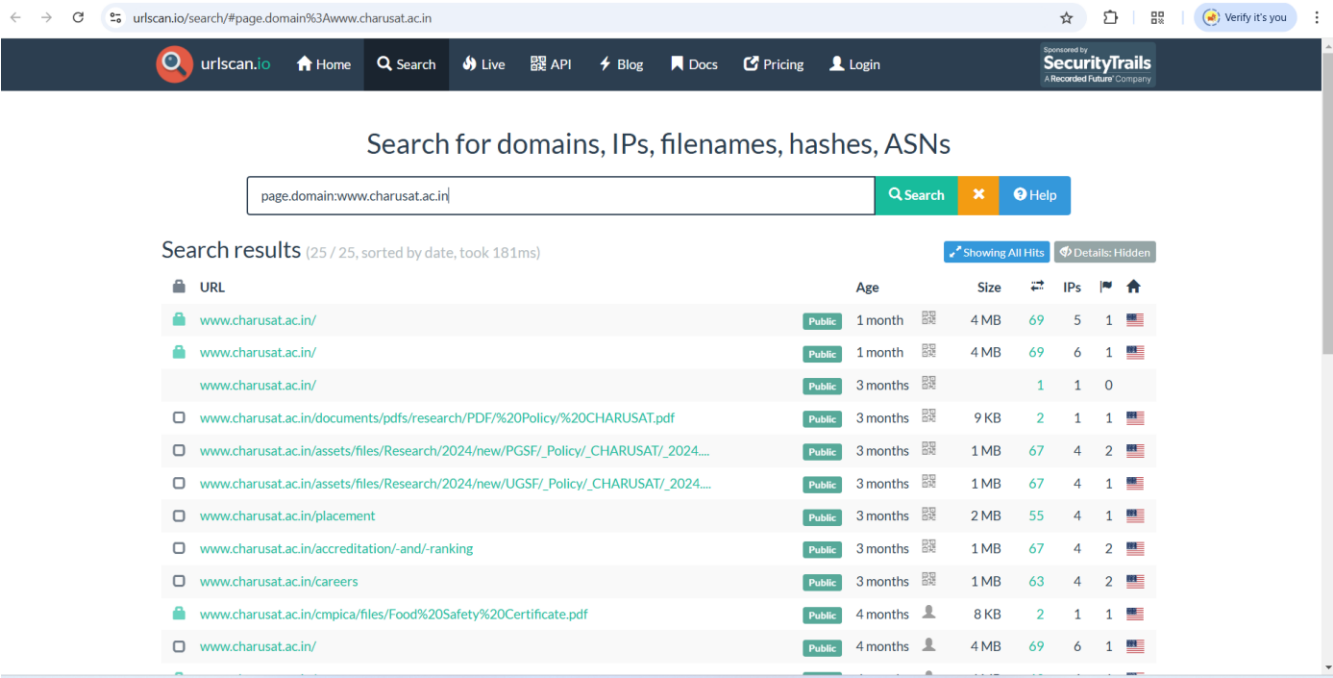 urlscan.io/search/#page.domain%3Awww.charusat.ac.in Verify it's you
urlscan.io Home Search Live API Blog Docs Pricing Login
Sponsored by
SecurityTrails
A Recorded Future® Company
Search for domains, IPs, filenames, hashes, ASNs
page.domain:www.charusat.ac.in Search Help
Search results (25 / 25, sorted by date, took 181ms) Showing All Hits Details: Hidden
URL Age Size IPs
www.charusat.ac.in/ Public 1 month 4 MB 69 5 1
www.charusat.ac.in/ Public 1 month 4 MB 69 6 1
www.charusat.ac.in/ Public 3 months 1 1 0
www.charusat.ac.in/documents/pdfs/research/PDF/%20Policy/%20CHARUSAT.pdf Public 3 months 9 KB 2 1 1
www.charusat.ac.in/assets/files/Research/2024/new/PGSF/_Policy/_CHARUSAT/_2024.... Public 3 months 1 MB 67 4 2
www.charusat.ac.in/assets/files/Research/2024/new/UGSF/_Policy/_CHARUSAT/_2024.... Public 3 months 1 MB 67 4 1
www.charusat.ac.in/placement Public 3 months 2 MB 55 4 1
www.charusat.ac.in/accreditation/-and/-ranking Public 3 months 1 MB 67 4 2
www.charusat.ac.in/careers Public 3 months 1 MB 63 4 2
www.charusat.ac.in/cmpica/files/Food%20Safety%20Certificate.pdf Public 4 months 8 KB 2 1 1
www.charusat.ac.in/ Public 4 months 4 MB 69 6 1